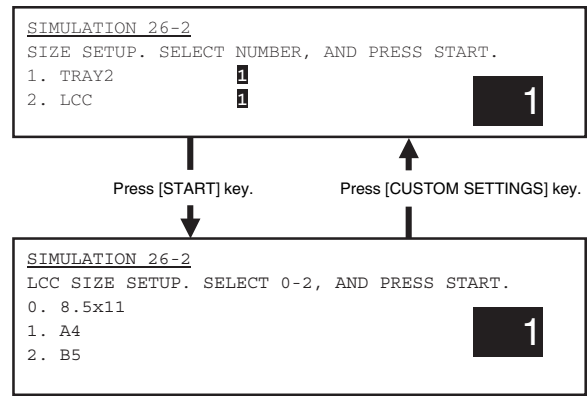 SIMULATION 26-2
SIZE SETUP. SELECT NUMBER, AND PRESS START.
1. TRAY2 1
2. LCC 1
1
Press [START] key. Press [CUSTOM SETTINGS] key.
SIMULATION 26-2
LCC SIZE SETUP. SELECT 0-2, AND PRESS START.
0. 8.5x11
1. A4
2. B5
1